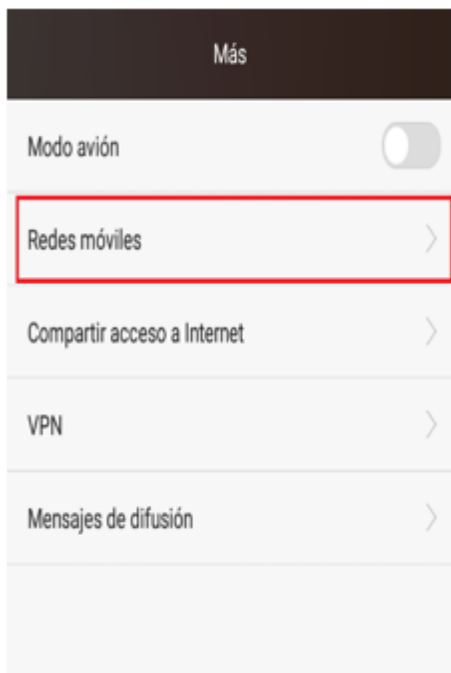 Más
Modo avión
Redes móviles
Compartir acceso a Internet
VPN
Mensajes de difusión